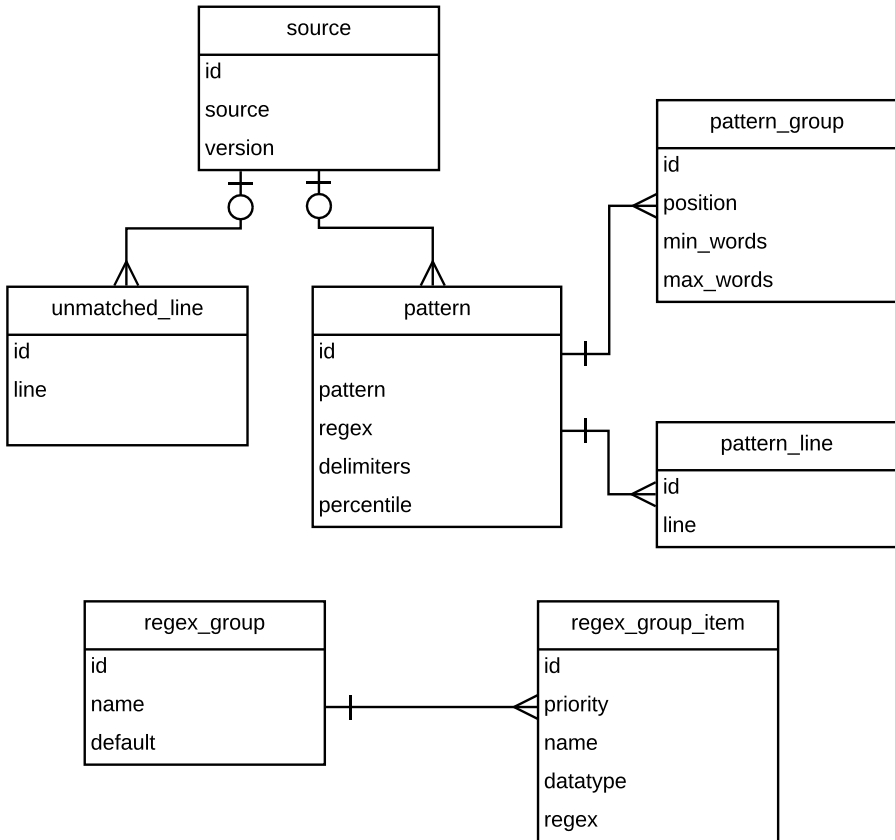 source
id
source
version
pattern_group
id
position
min_words
max_words
unmatched_line
id
line
pattern
id
pattern
regex
delimiters
percentile
pattern_line
id
line
regex_group
id
name
default
regex_group_item
id
priority
name
datatype
regex